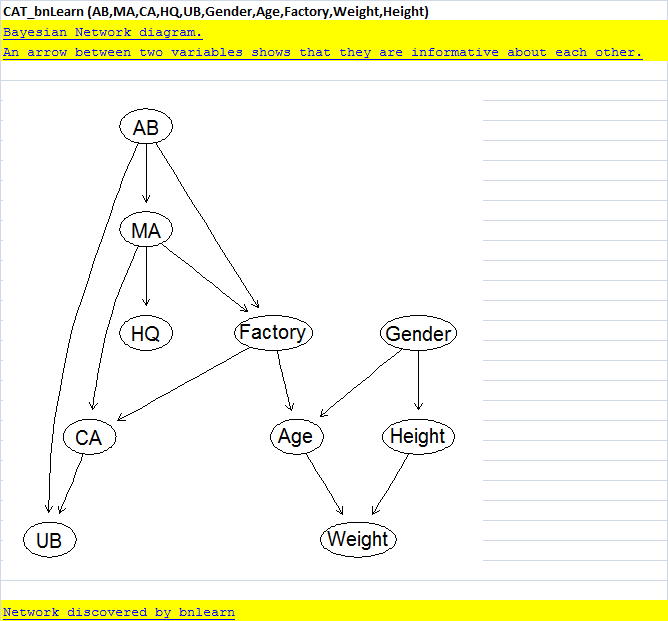 CAT_bnLearn (AB,MA,CA,HQ,UB,Gender,Age,Factory,Weight,Height)
Bayesian Network diagram.
An arrow between two variables shows that they are informative about each other.
AB
MA
HQ
Factory
Gender
CA
Age
Height
UB
Weight
Network discovered by bnlearn